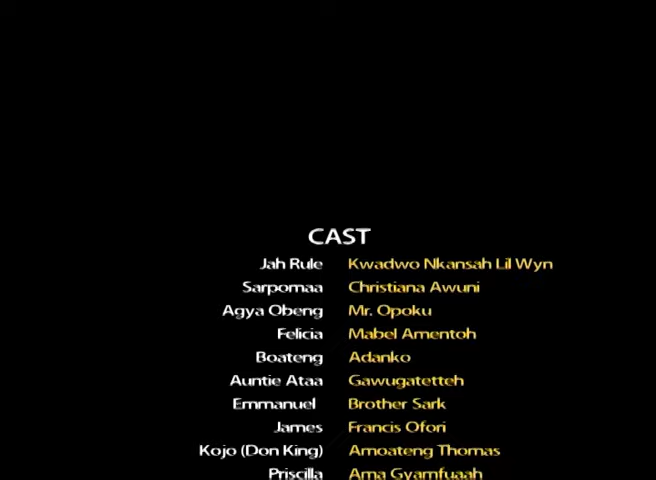 CAST
Jah Rule Kwadwo Nkansah Lil Wyn
Sarpomaa Christiana Awuni
Agya Obeng Mr. Opoku
Felicia Mabel Amentoh
Boateng Adanko
Auntie Ataa Gawugatetteh
Emmanuel Brother Sark
James Francis Ofori
Kojo (Don King) Amoateng Thomas
Priscilla Ama Gyamfuaah